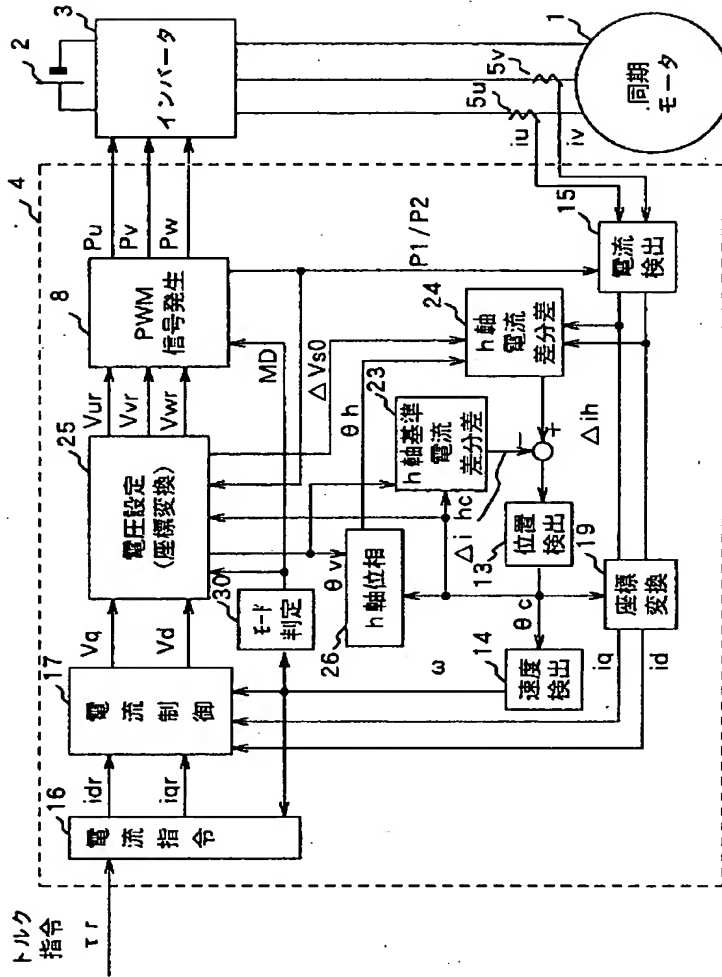 トルク
指令
τr
16
電流指令
idr
iqr
17
電流制御
Vq
Vd
25
電圧設定
(座標変換)
Vur
Vvr
Vwr
8
PWM
信号発生
Pu
Pv
Pw
4
2
3
インバータ
5u
5v
iu
iv
1
同期
モータ
30
モード
判定
MD
ΔVs0
P1/P2
θv
θh
26
h軸位相
23
h軸基準
電流
差分差
24
h軸
電流
差分差
15
電流
検出
Δihc
-
+
Δih
13
位置
検出
θc
14
速度
検出
ω
19
座標
変換
iq
id